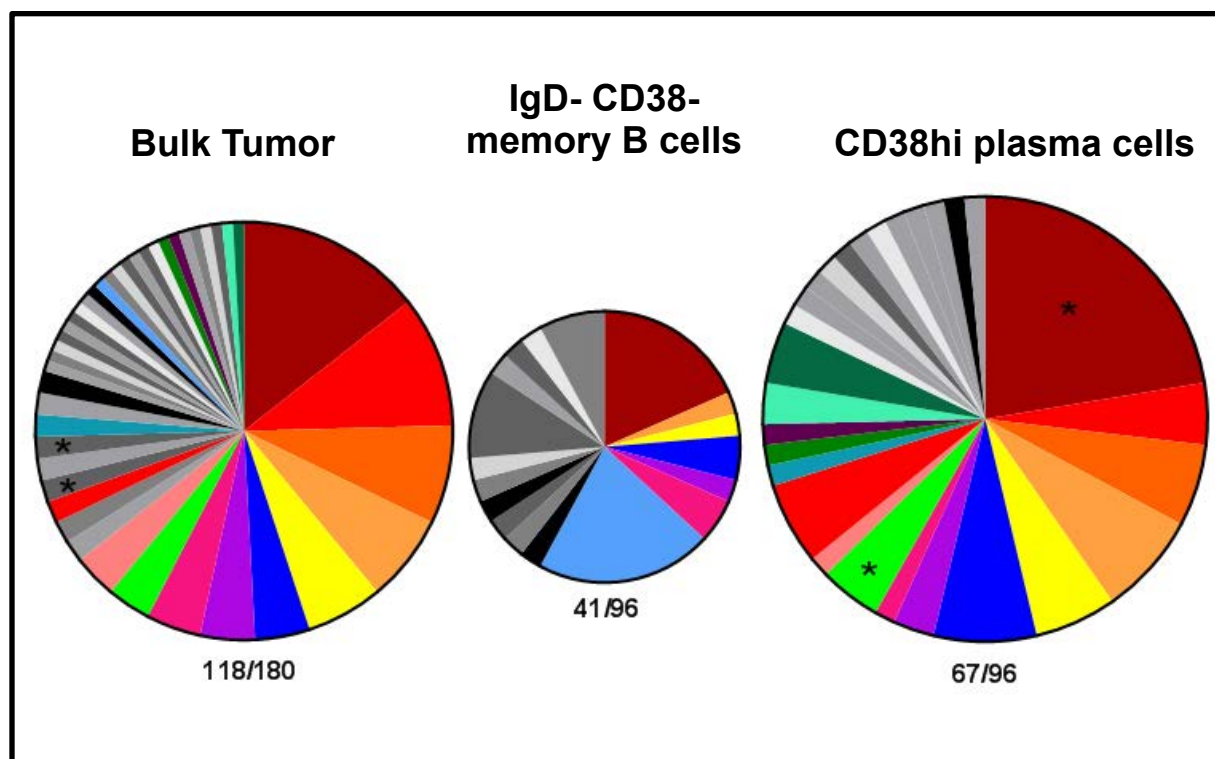 Bulk Tumor
IgD- CD38-
memory B cells
CD38hi plasma cells
*
*
*
*
118/180
41/96
67/96